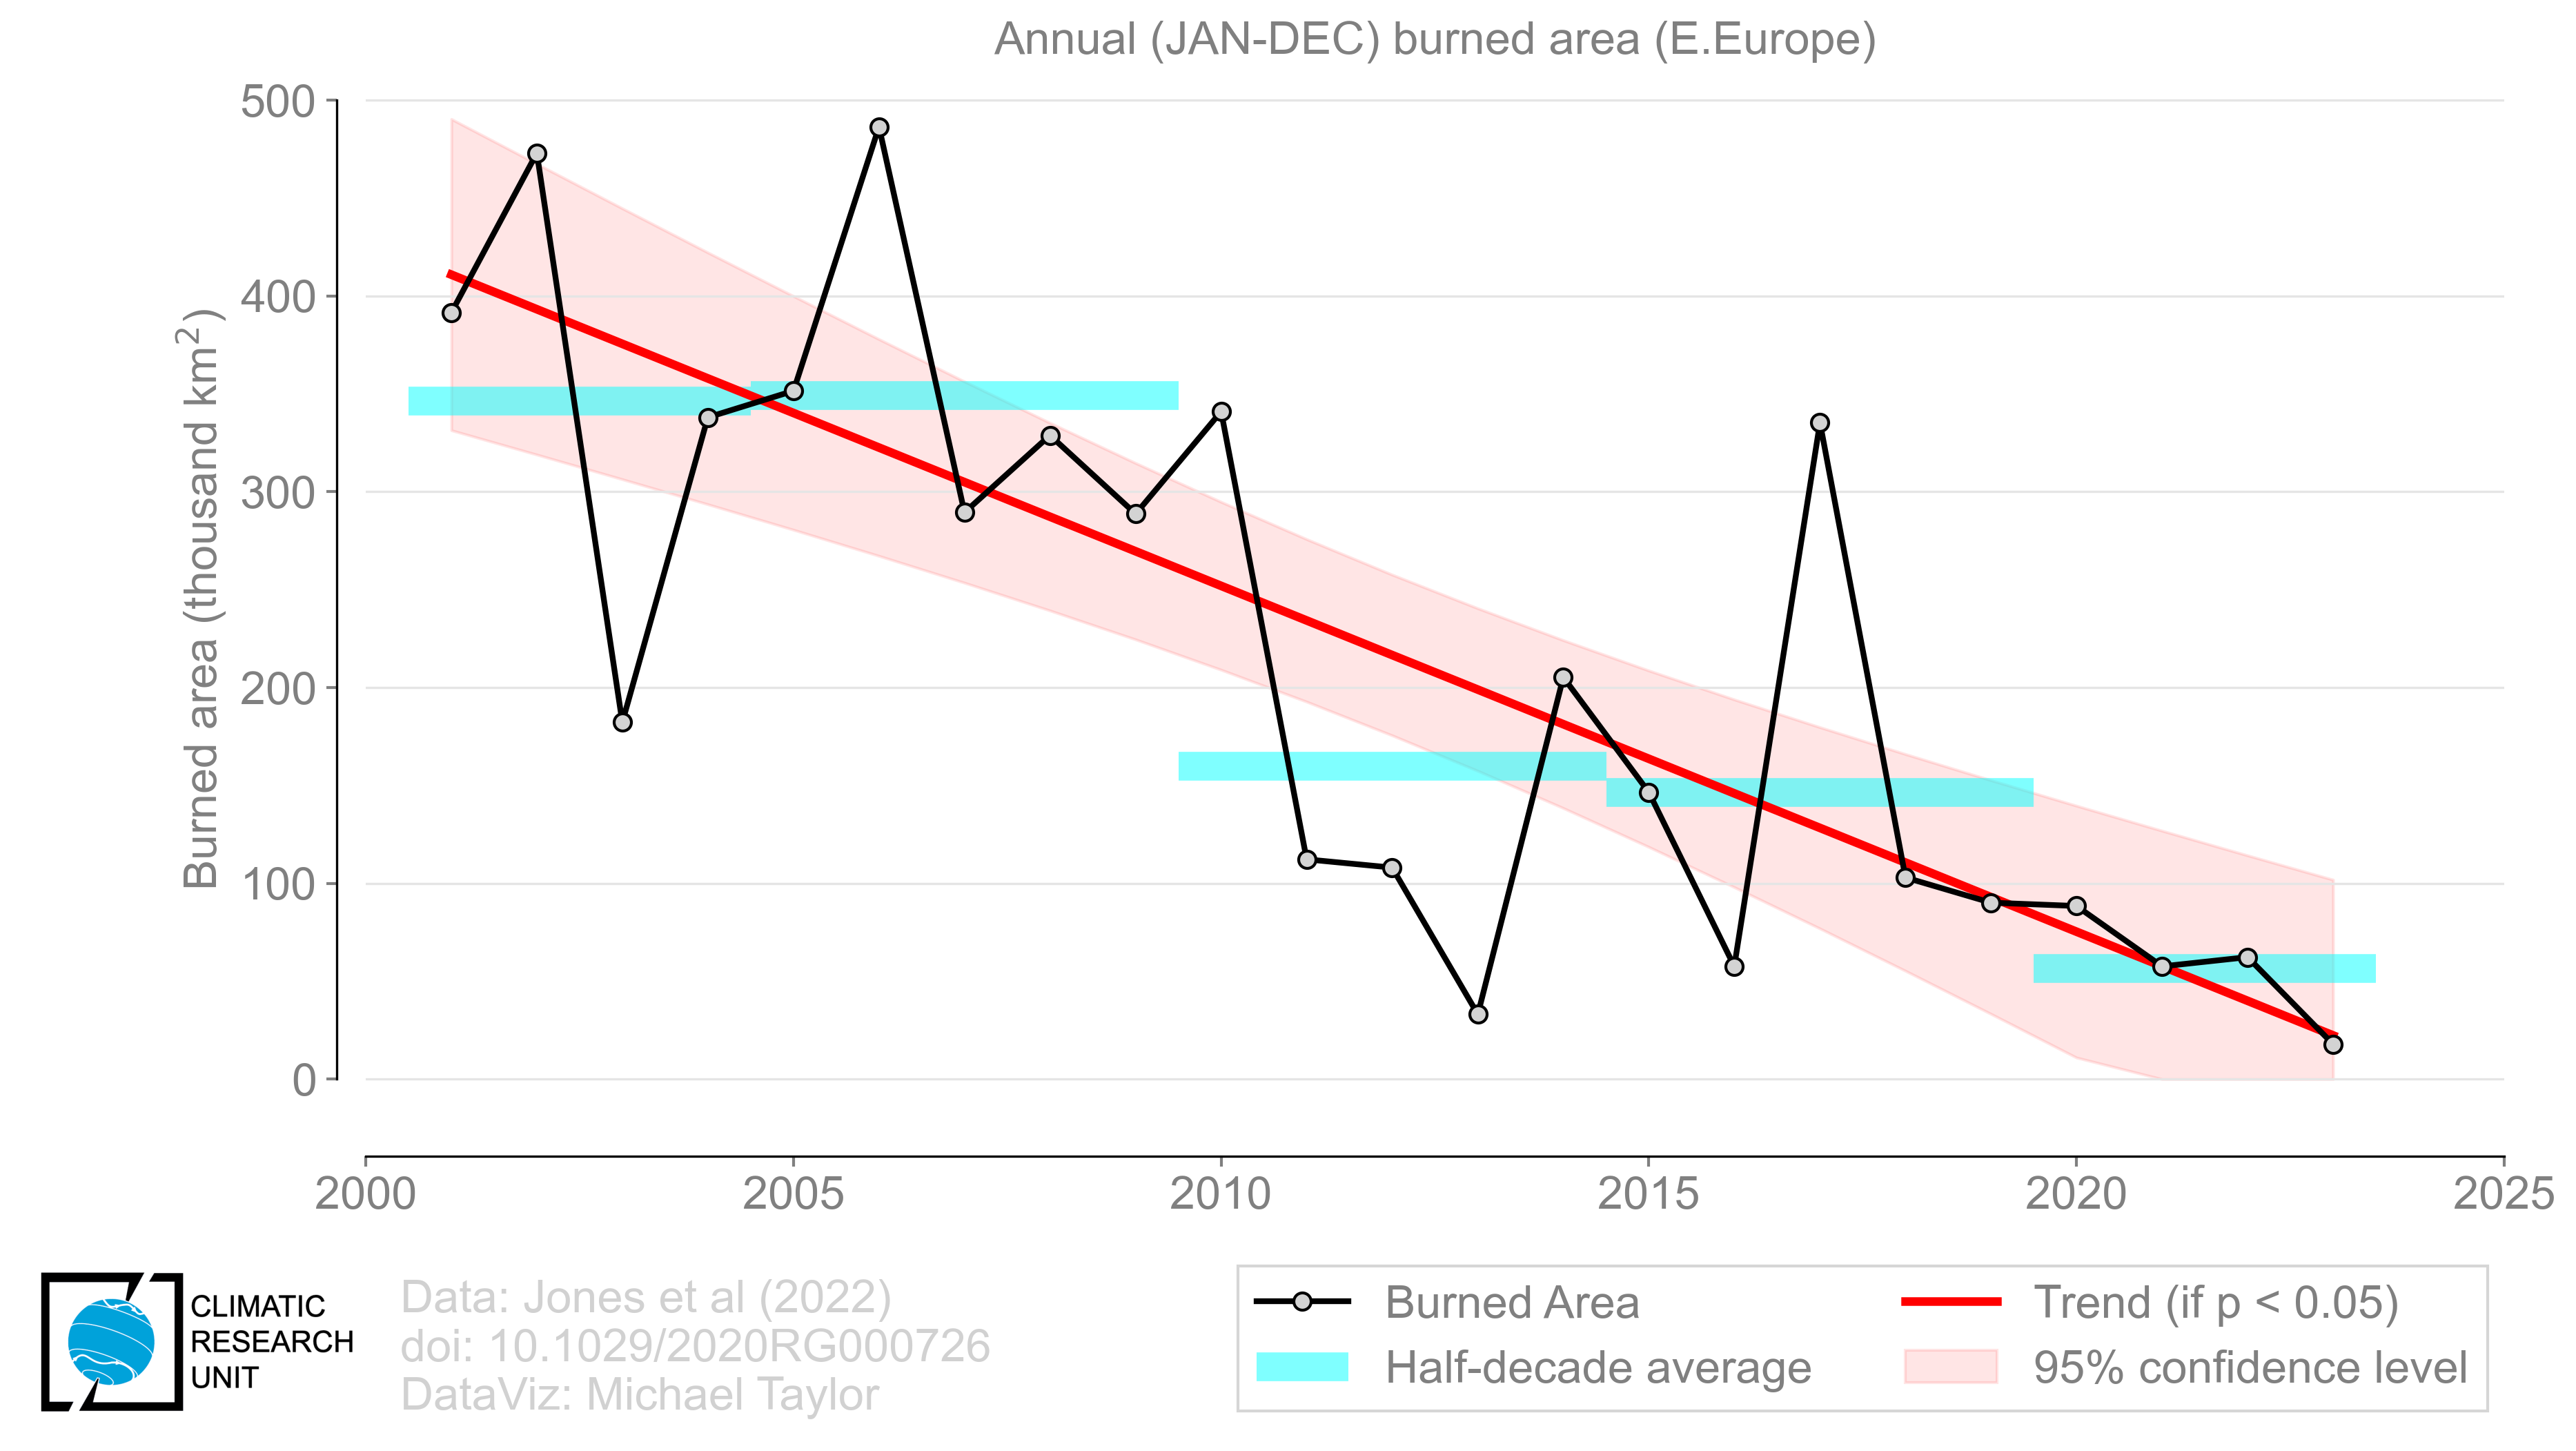 Annual (JAN-DEC) burned area (E.Europe)
Burned area (thousand km²)
500
400
300
200
100
0
2000
2005
2010
2015
2020
2025
CLIMATIC
RESEARCH
UNIT
Data: Jones et al (2022)
doi: 10.1029/2020RG000726
DataViz: Michael Taylor
Burned Area
Half-decade average
Trend (if p < 0.05)
95% confidence level